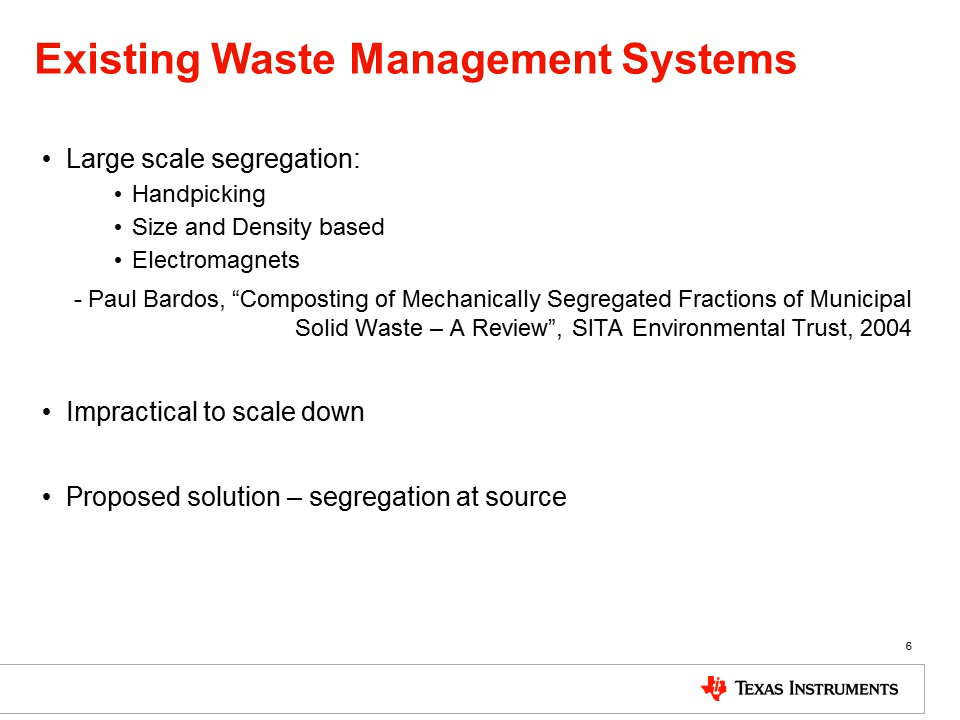 Existing Waste Management Systems
• Large scale segregation:
• Handpicking
• Size and Density based
• Electromagnets
- Paul Bardos, “Composting of Mechanically Segregated Fractions of Municipal
Solid Waste – A Review”, SITA Environmental Trust, 2004
• Impractical to scale down
• Proposed solution – segregation at source
6
Texas Instruments